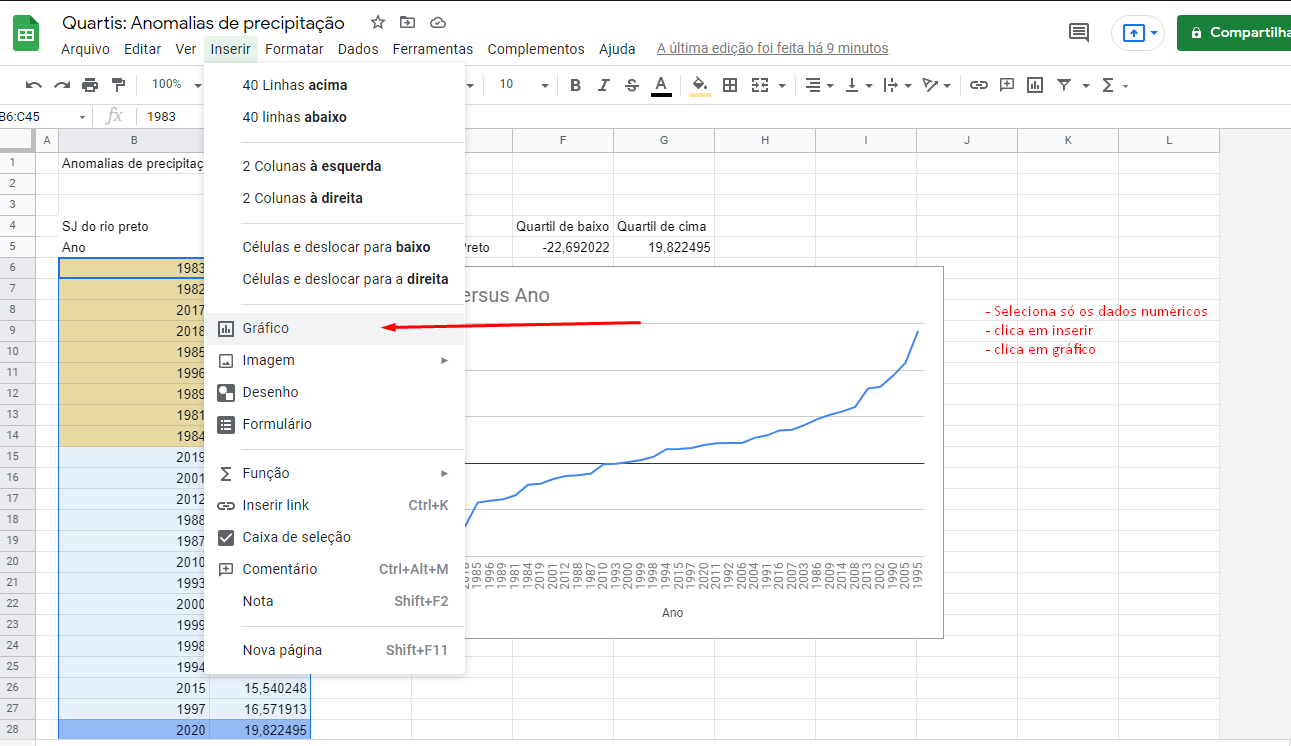 Quartis: Anomalias de precipitação
Arquivo Editar Ver Inserir Formatar Dados Ferramentas Complementos Ajuda A última edição foi feita há 9 minutos
Compartilha
100% 10
B6:C45 fx 1983
A B F G H I J K L
1 Anomalias de precipitaç
2
3
4 SJ do rio preto Quartil de baixo Quartil de cima
5 Ano Preto -22,692022 19,822495
6 1983
7 1982
8 2017
9 2018
10 1985
11 1996
12 1989
13 1981
14 1984
15 2019
16 2001
17 2012
18 1988
19 1987
20 2010
21 1993
22 2000
23 1999
24 1998
25 1994
26 2015 15,540248
27 1997 16,571913
28 2020 19,822495
40 Linhas acima
40 linhas abaixo
2 Colunas à esquerda
2 Colunas à direita
Células e deslocar para baixo
Células e deslocar para a direita
Gráfico
Imagem
Desenho
Formulário
Função
Inserir link Ctrl+K
Caixa de seleção
Comentário Ctrl+Alt+M
Nota Shift+F2
Nova página Shift+F11
ersus Ano
1985 1996 1989 1981 1984 2019 2001 2012 1988 1987 2010 1993 2000 1999 1998 1994 2015 1997 2020 2011 1992 2006 2004 1991 2016 2007 2003 1986 2009 2014 2008 2013 2002 1990 2005 1995
Ano
- Seleciona só os dados numéricos
- clica em inserir
- clica em gráfico